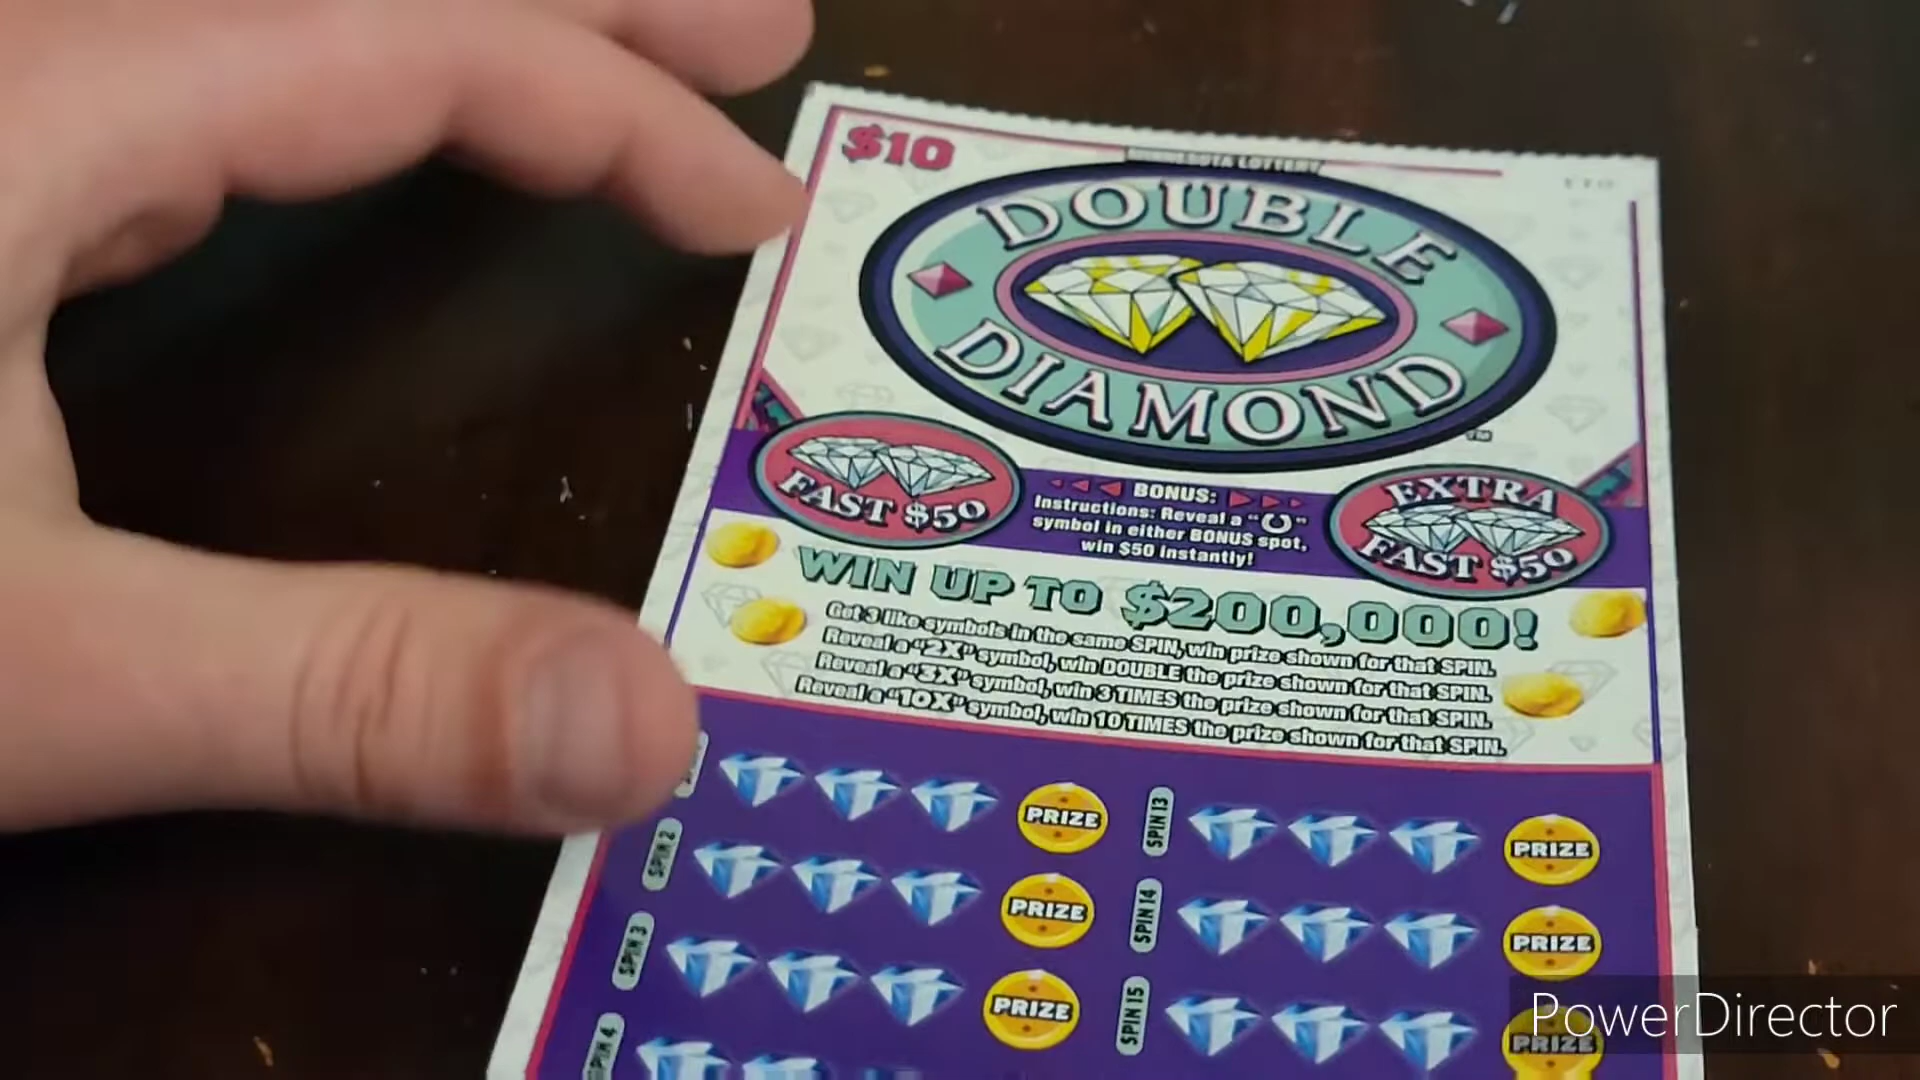 $10
MINNESOTA LOTTERY
DOUBLE
DIAMOND
TM
FAST $50
BONUS:
Instructions: Reveal a "
"
symbol in either BONUS spot,
win $50 instantly!
EXTRA
FAST $50
WIN UP TO $200,000!
Get 3 like symbols in the same SPIN, win prize shown for that SPIN.
Reveal a "2X" symbol, win DOUBLE the prize shown for that SPIN.
Reveal a "3X" symbol, win 3 TIMES the prize shown for that SPIN.
Reveal a "10X" symbol, win 10 TIMES the prize shown for that SPIN.
PRIZE
SPIN 13
PRIZE
SPIN 2
PRIZE
SPIN 14
PRIZE
SPIN 3
PRIZE
SPIN 15
PRIZE
SPIN 4
PowerDirector